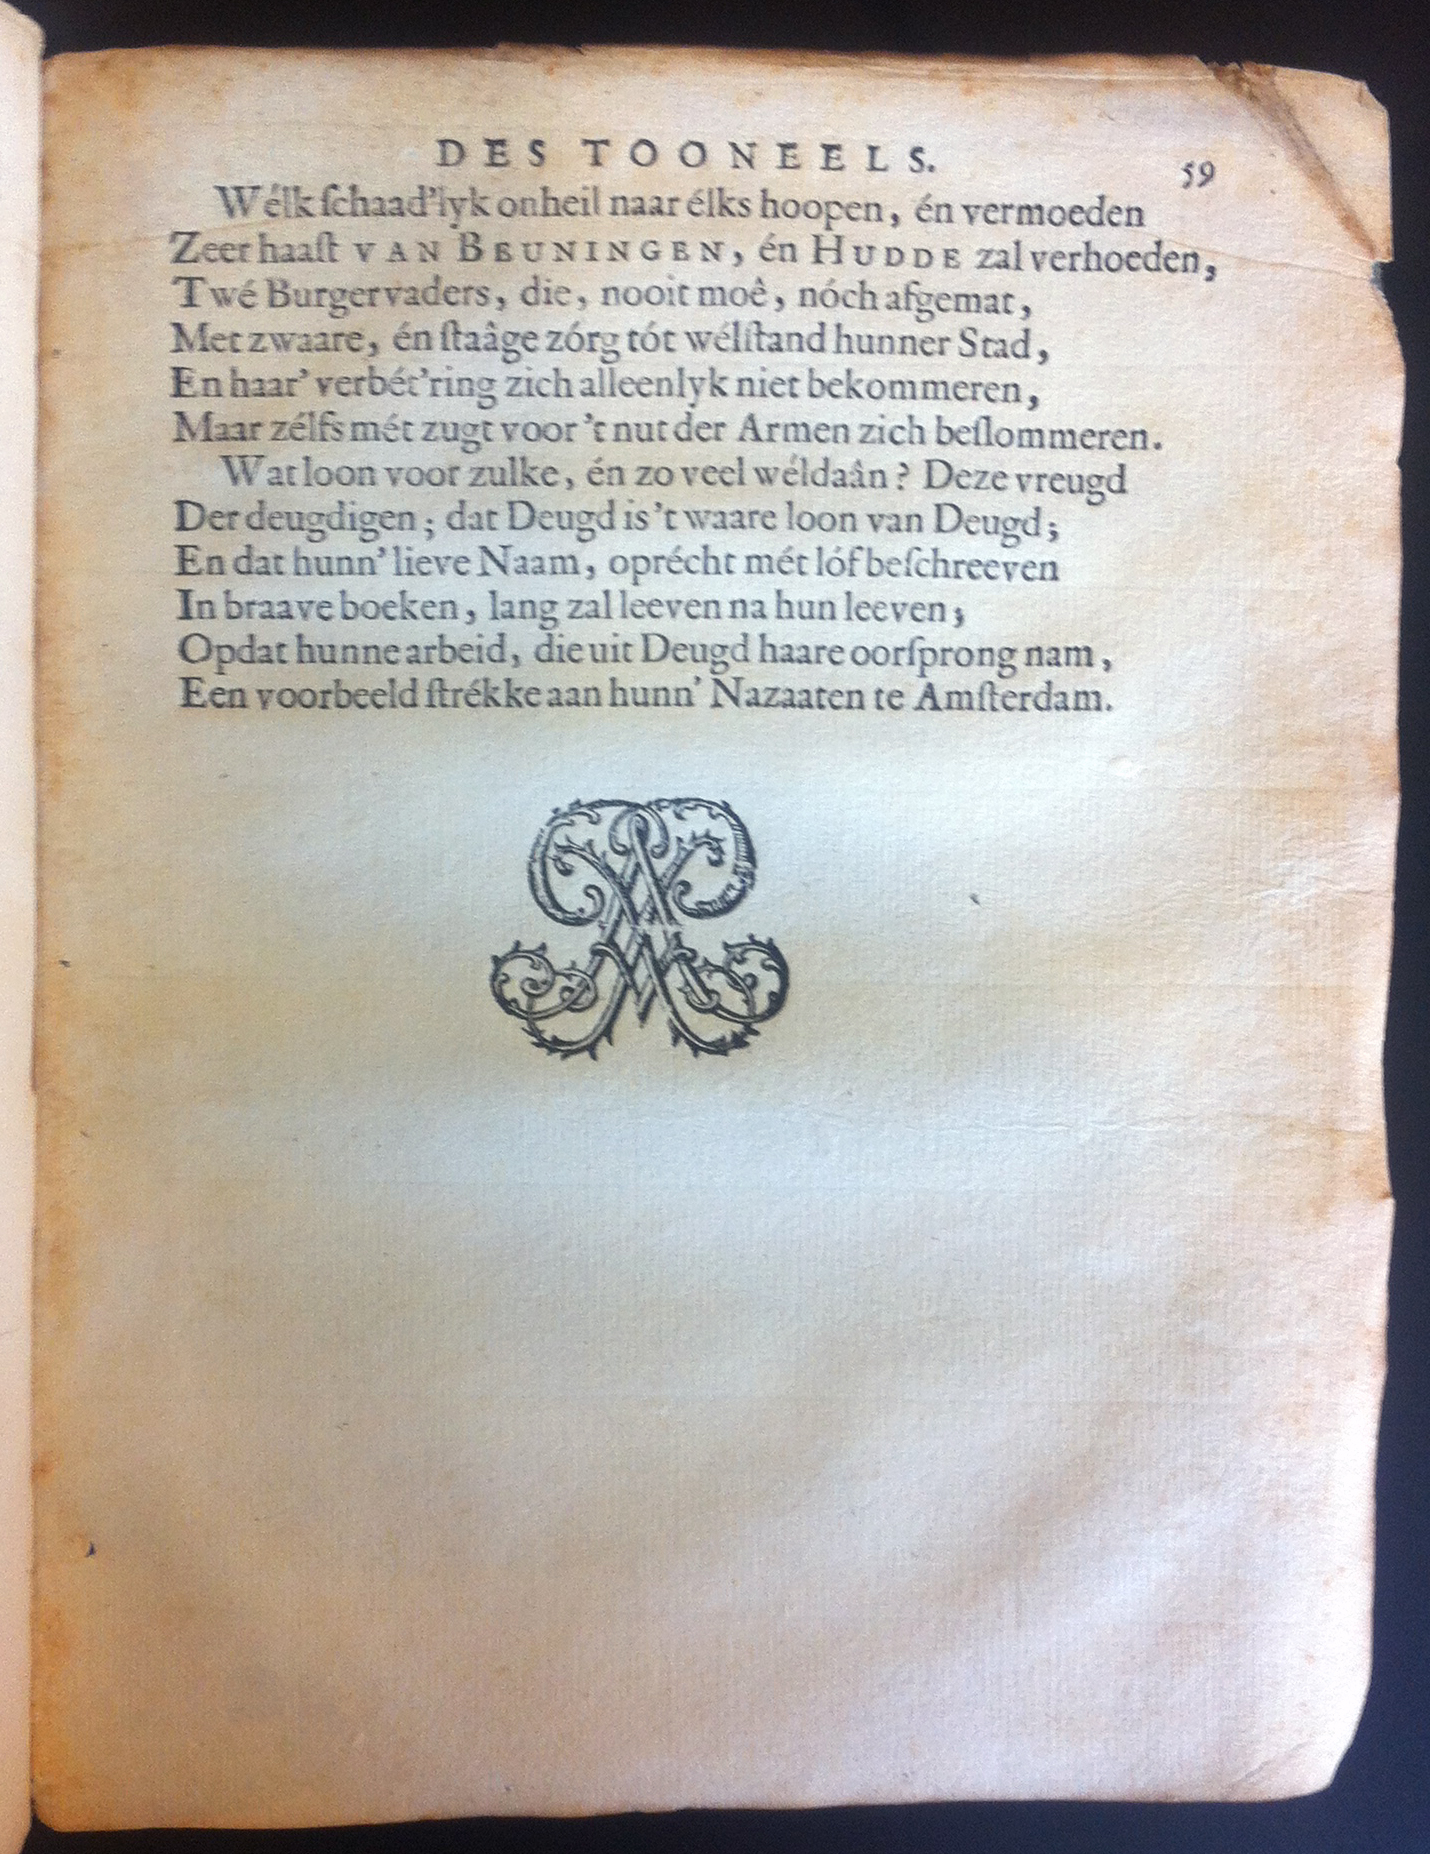 DES TOONEELS. 59
Wélk ſchaad'lyk onheil naar élks hoopen, én vermoeden
Zeer haaſt VAN BEUNINGEN, én HUDDE zal verhoeden,
Twé Burgervaders, die, nooit moê, nóch afgemat,
Met zwaare, én ſtaâge zórg tót wélſtand hunner Stad,
En haar' verbét'ring zich alleenlyk niet bekommeren,
Maar zélfs mét zugt voor 't nut der Armen zich beſlommeren.
Wat loon voor zulke, én zo veel wéldaân? Deze vreugd
Der deugdigen; dat Deugd is 't waare loon van Deugd;
En dat hunn' lieve Naam, oprécht mét lóf beſchreeven
In braave boeken, lang zal leeven na hun leeven;
Opdat hunne arbeid, die uit Deugd haare oorſprong nam,
Een voorbeeld ſtrékke aan hunn' Nazaaten te Amſterdam.